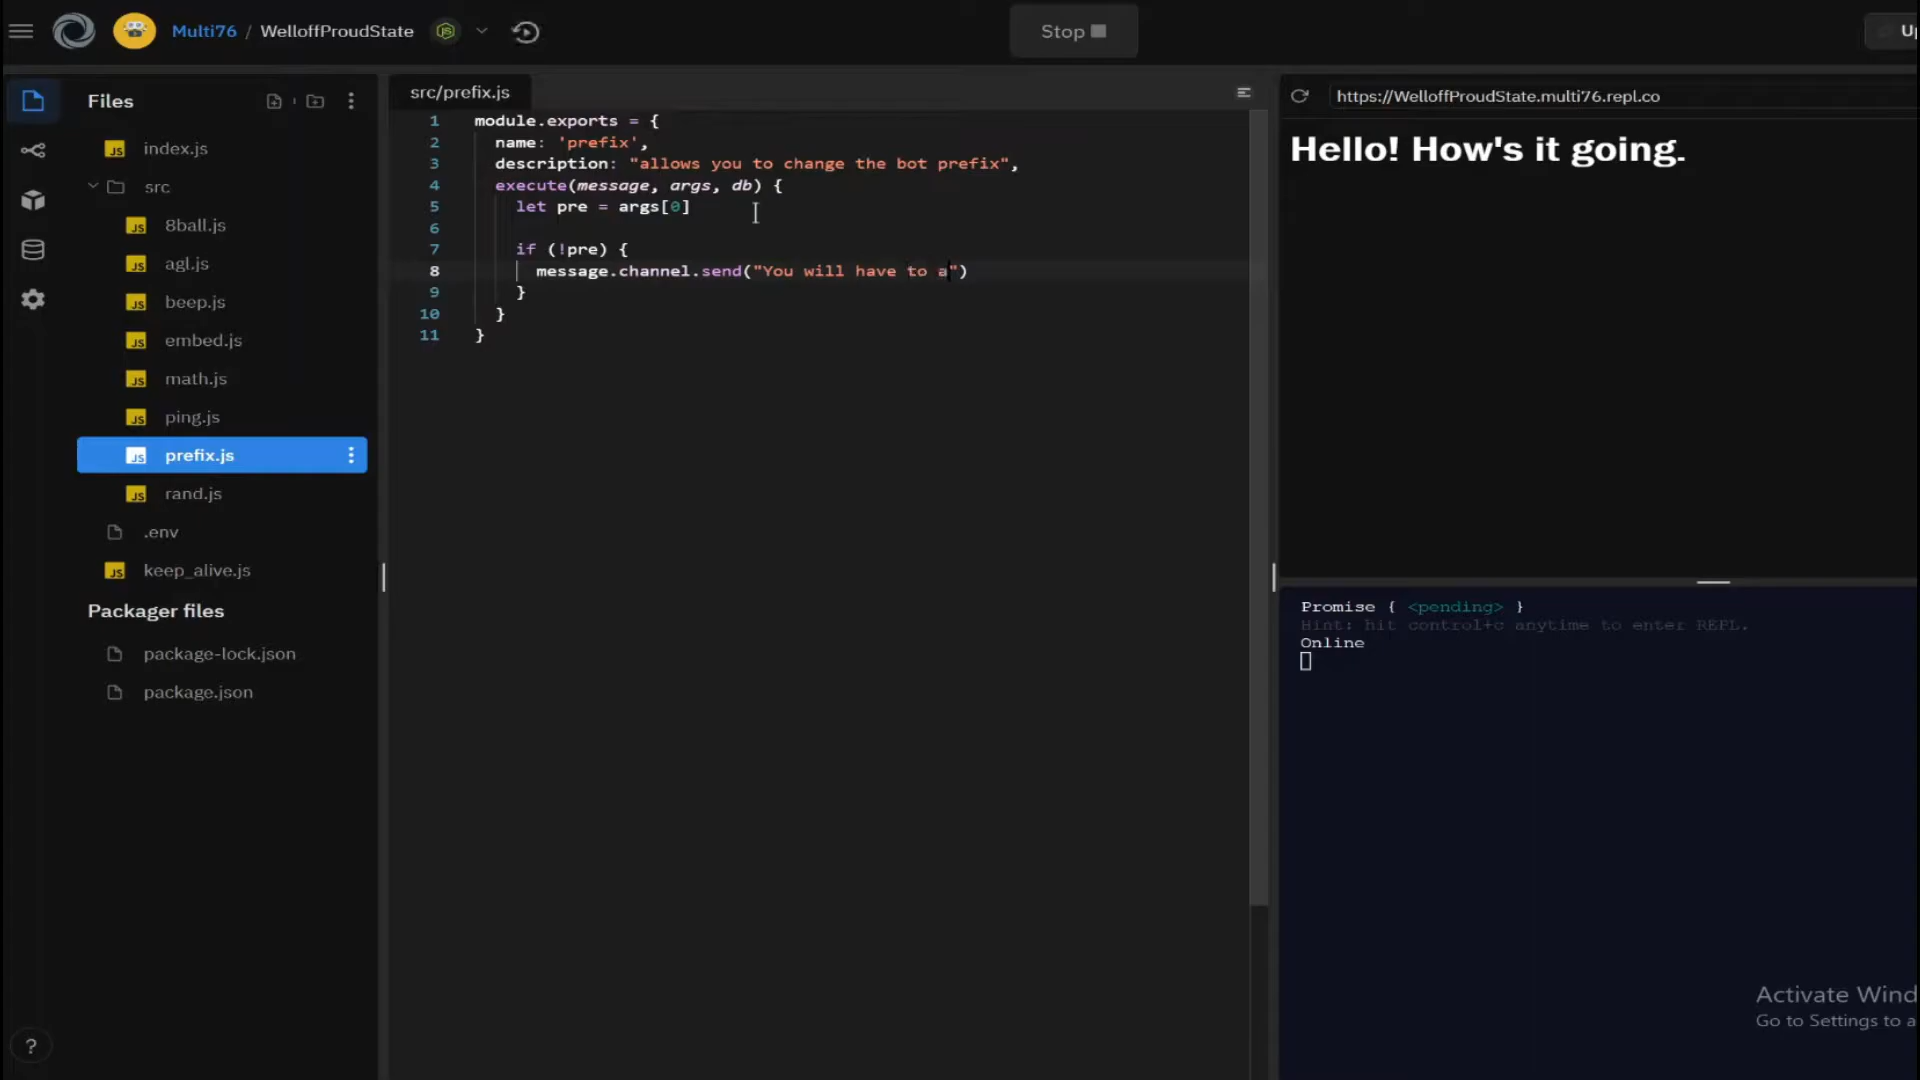 Multi76 / WelloffProudState
Stop
Files
index.js
src
8ball.js
agl.js
beep.js
embed.js
math.js
ping.js
prefix.js
rand.js
.env
keep_alive.js
Packager files
package-lock.json
package.json
?
src/prefix.js
1 module.exports = {
2 name: 'prefix',
3 description: "allows you to change the bot prefix",
4 execute(message, args, db) {
5 let pre = args[0]
6
7 if (!pre) {
8 message.channel.send("You will have to a")
9 }
10 }
11 }
https://WelloffProudState.multi76.repl.co
Hello! How's it going.
Promise { <pending> }
Hint: hit control+c anytime to enter REPL.
Online
Activate Wind
Go to Settings to a